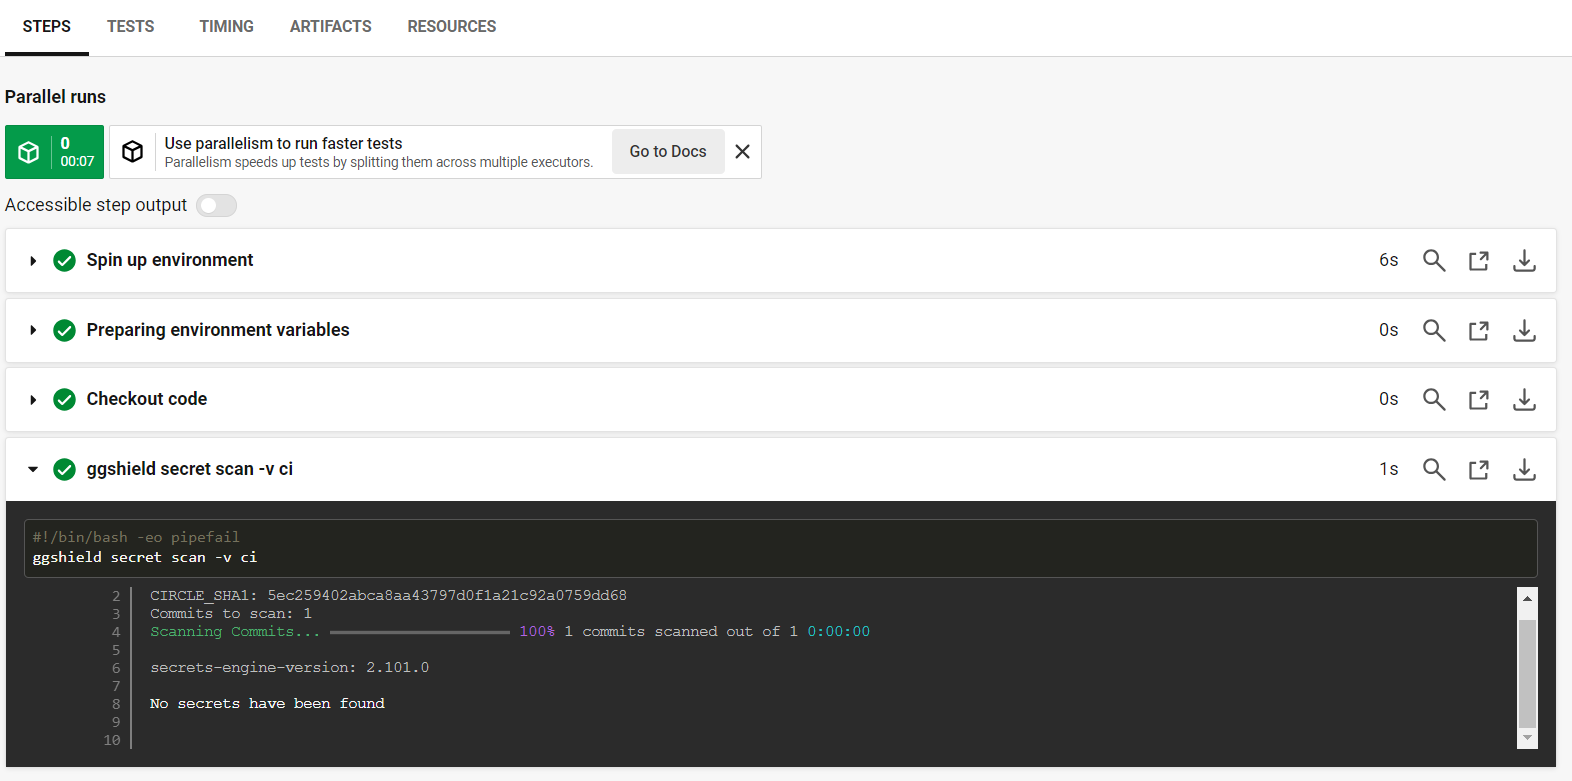 STEPS TESTS TIMING ARTIFACTS RESOURCES
Parallel runs
0
00:07
Use parallelism to run faster tests
Parallelism speeds up tests by splitting them across multiple executors.
Go to Docs
Accessible step output
Spin up environment 6s
Preparing environment variables 0s
Checkout code 0s
ggshield secret scan -v ci 1s
#!/bin/bash -eo pipefail
ggshield secret scan -v ci
2 CIRCLE_SHA1: 5ec259402abca8aa43797d0f1a21c92a0759dd68
3 Commits to scan: 1
4 Scanning Commits... 100% 1 commits scanned out of 1 0:00:00
5
6 secrets-engine-version: 2.101.0
7
8 No secrets have been found
9
10